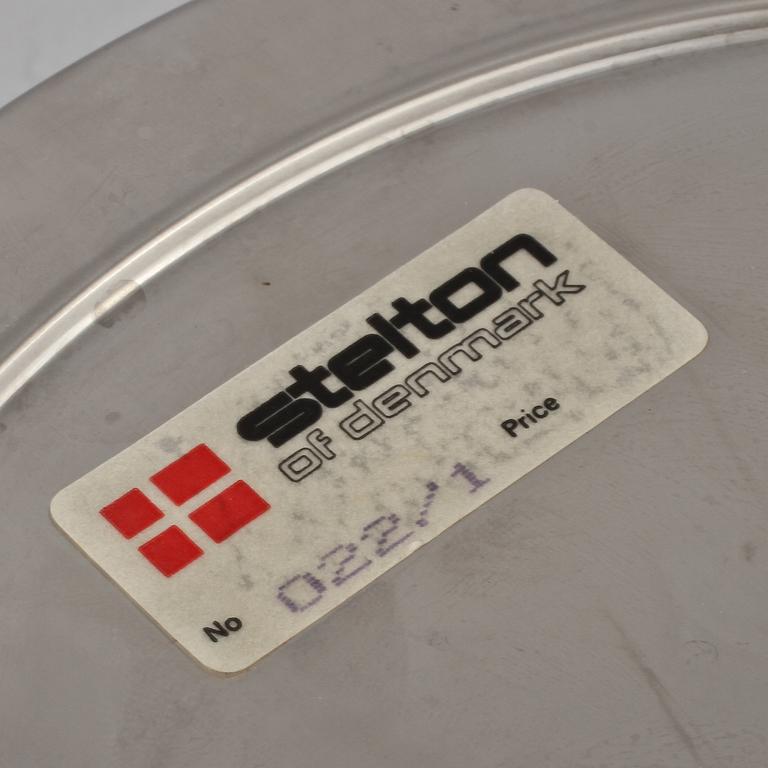 stelton
of denmark
No 022/1 Price